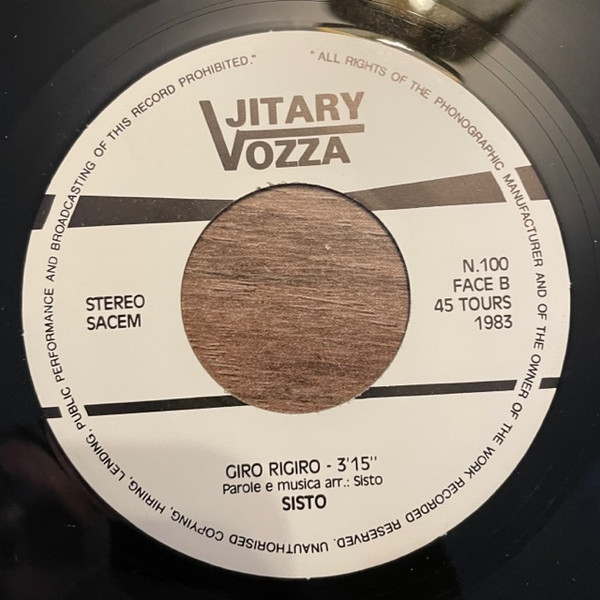 "ALL RIGHTS OF THE PHONOGRAPHIC MANUFACTURER AND OF THE OWNER OF THE WORK RECORDED RESERVED. UNAUTHORISED COPYING, HIRING, LENDING, PUBLIC PERFORMANCE AND BROADCASTING OF THIS RECORD PROHIBITED."
JITARY
VOZZA
STEREO
SACEM
N.100
FACE B
45 TOURS
1983
GIRO RIGIRO - 3'15''
Parole e musica arr.: Sisto
SISTO